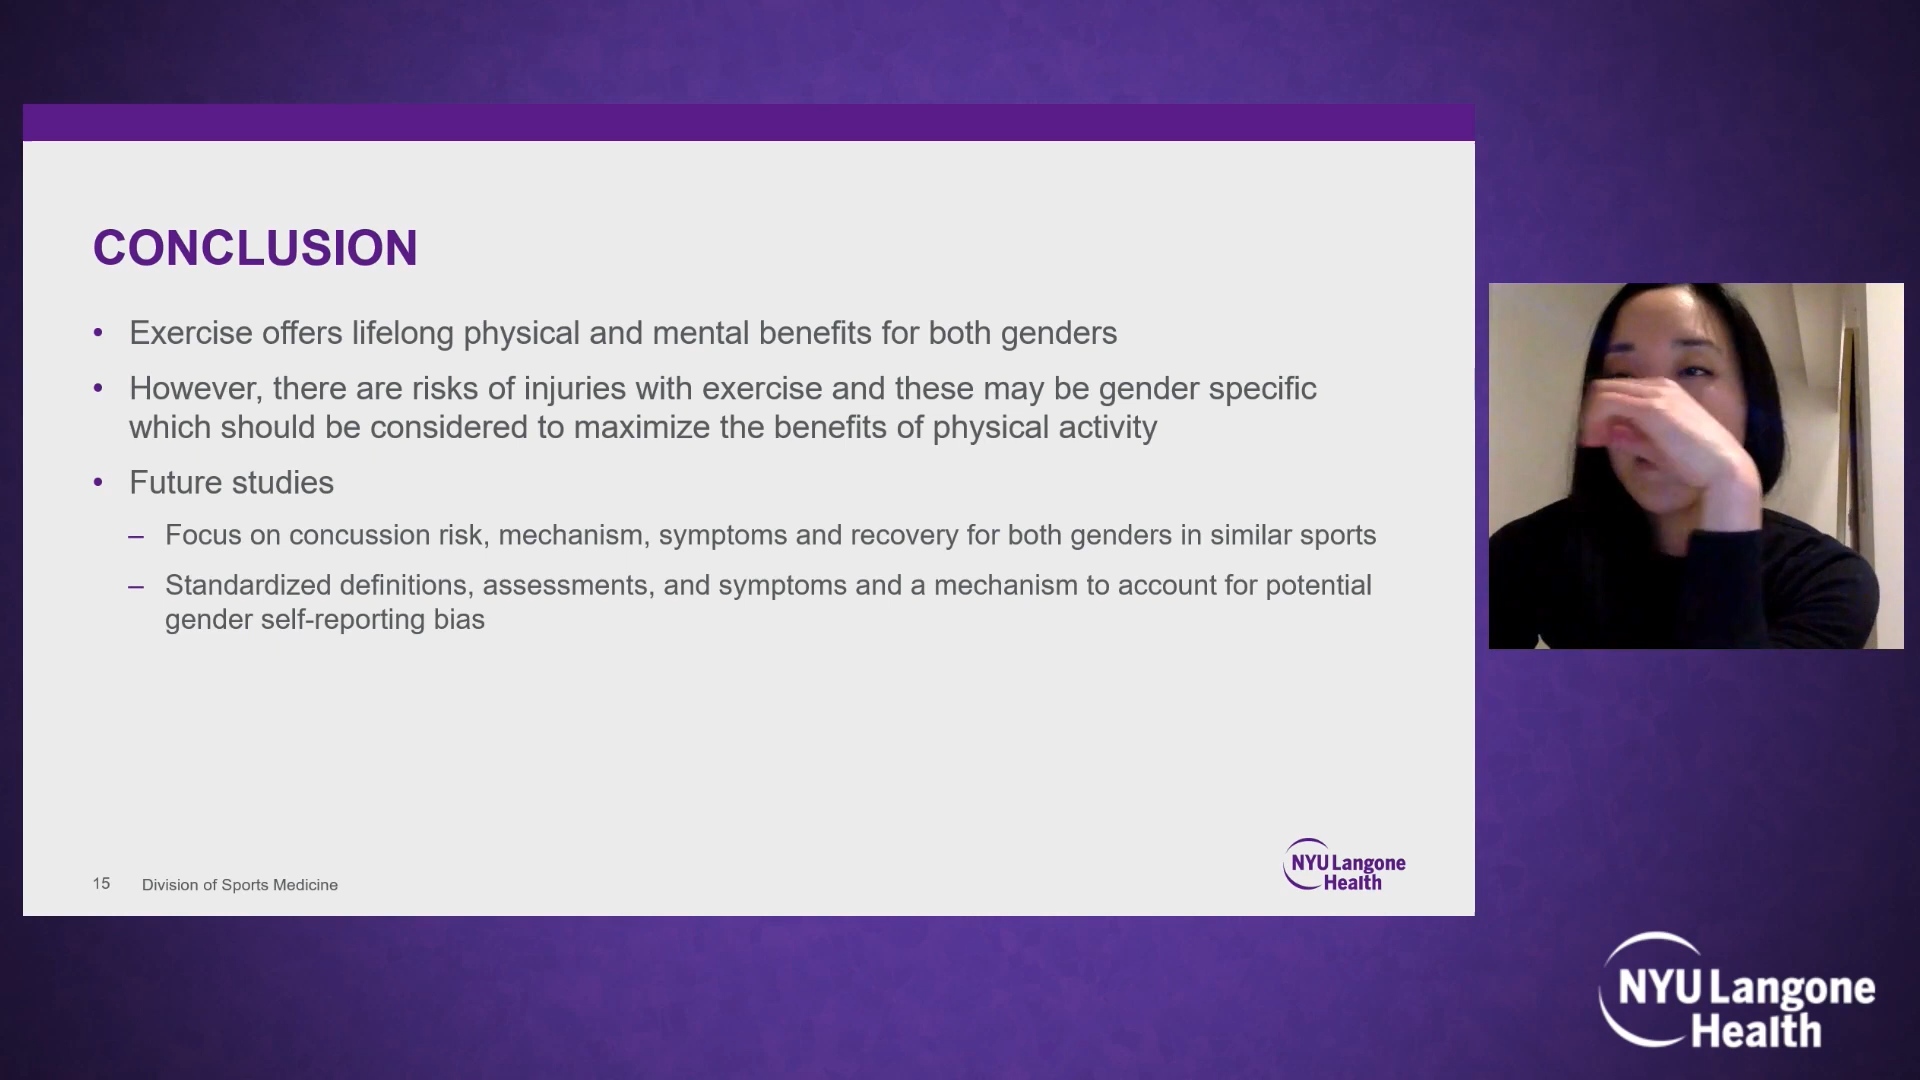 CONCLUSION
• Exercise offers lifelong physical and mental benefits for both genders
• However, there are risks of injuries with exercise and these may be gender specific
which should be considered to maximize the benefits of physical activity
• Future studies
– Focus on concussion risk, mechanism, symptoms and recovery for both genders in similar sports
– Standardized definitions, assessments, and symptoms and a mechanism to account for potential
gender self-reporting bias
15 Division of Sports Medicine
NYU Langone
Health
NYU Langone
Health